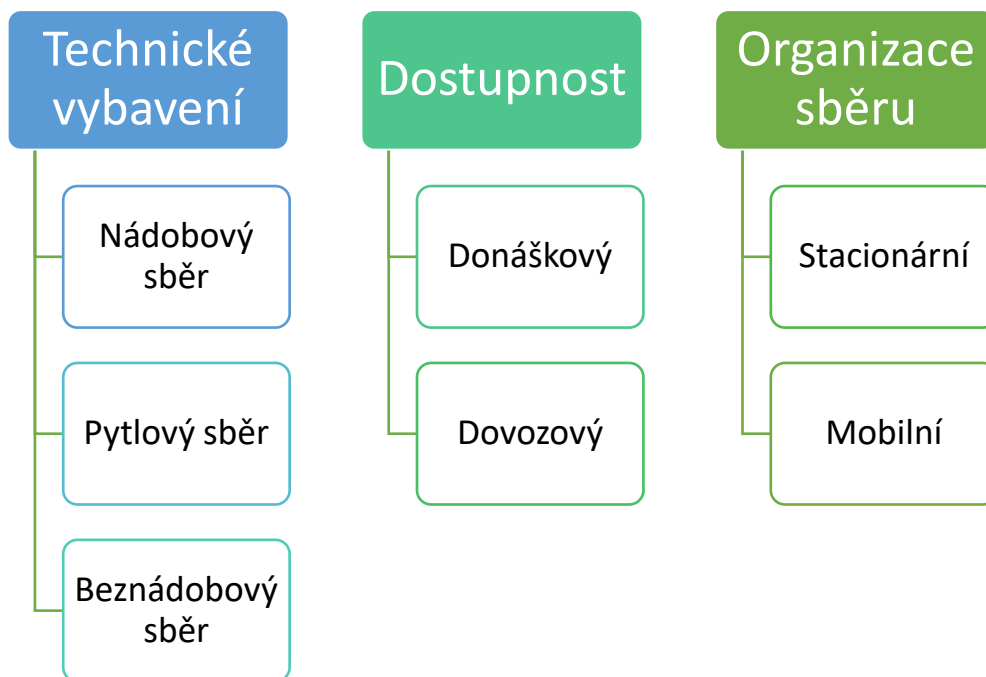 Technické
vybavení
Nádobový
sběr
Pytlový sběr
Beznádobový
sběr
Dostupnost
Donáškový
Dovozový
Organizace
sběru
Stacionární
Mobilní